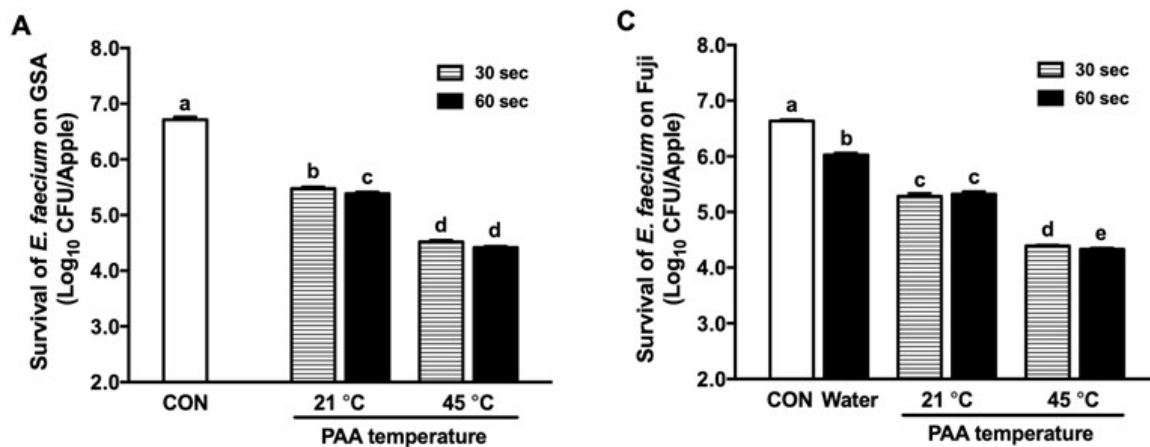 A
Survival of E. faecium on GSA
(Log10 CFU/Apple)
8.0
7.0
6.0
5.0
4.0
3.0
2.0
30 sec
60 sec
a
b
c
d
d
CON
21 °C
45 °C
PAA temperature
C
Survival of E. faecium on Fuji
(Log10 CFU/Apple)
8.0
7.0
6.0
5.0
4.0
3.0
2.0
30 sec
60 sec
a
b
c
c
d
e
CON Water
21 °C
45 °C
PAA temperature